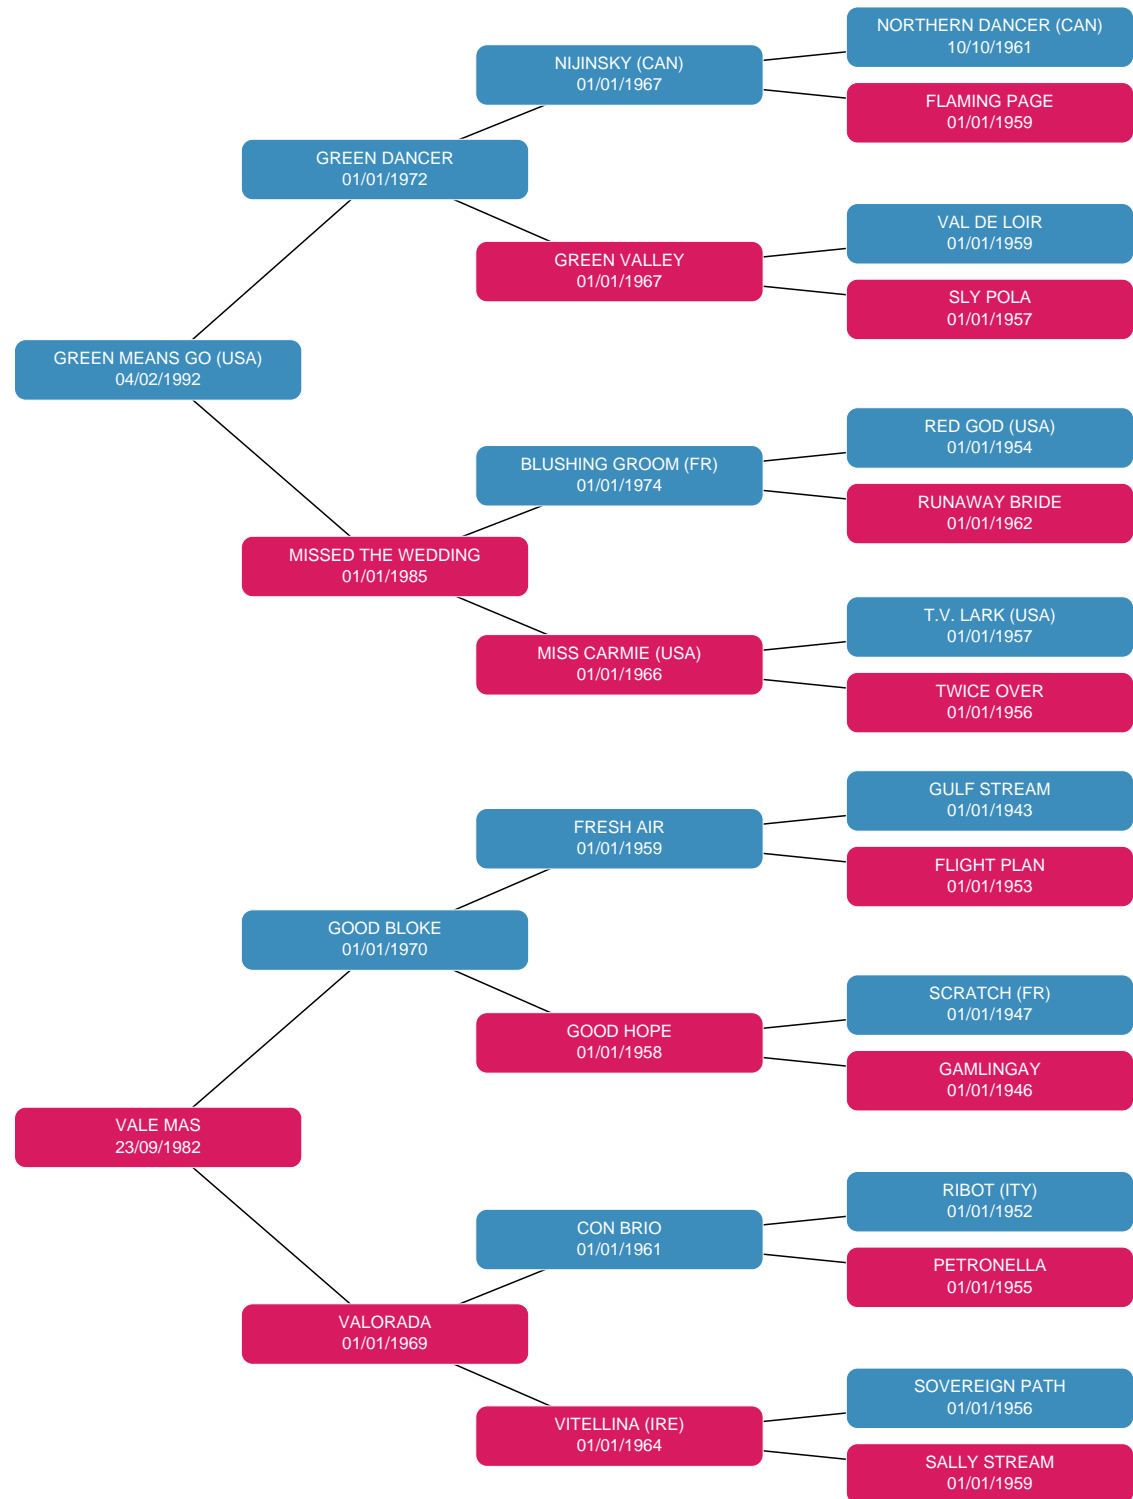 NORTHERN DANCER (CAN)
10/10/1961
NIJINSKY (CAN)
01/01/1967
FLAMING PAGE
01/01/1959
GREEN DANCER
01/01/1972
VAL DE LOIR
01/01/1959
GREEN VALLEY
01/01/1967
SLY POLA
01/01/1957
GREEN MEANS GO (USA)
04/02/1992
RED GOD (USA)
01/01/1954
BLUSHING GROOM (FR)
01/01/1974
RUNAWAY BRIDE
01/01/1962
MISSED THE WEDDING
01/01/1985
T.V. LARK (USA)
01/01/1957
MISS CARMIE (USA)
01/01/1966
TWICE OVER
01/01/1956
GULF STREAM
01/01/1943
FRESH AIR
01/01/1959
FLIGHT PLAN
01/01/1953
GOOD BLOKE
01/01/1970
SCRATCH (FR)
01/01/1947
GOOD HOPE
01/01/1958
GAMLINGAY
01/01/1946
VALE MAS
23/09/1982
RIBOT (ITY)
01/01/1952
CON BRIO
01/01/1961
PETRONELLA
01/01/1955
VALORADA
01/01/1969
SOVEREIGN PATH
01/01/1956
VITELLINA (IRE)
01/01/1964
SALLY STREAM
01/01/1959